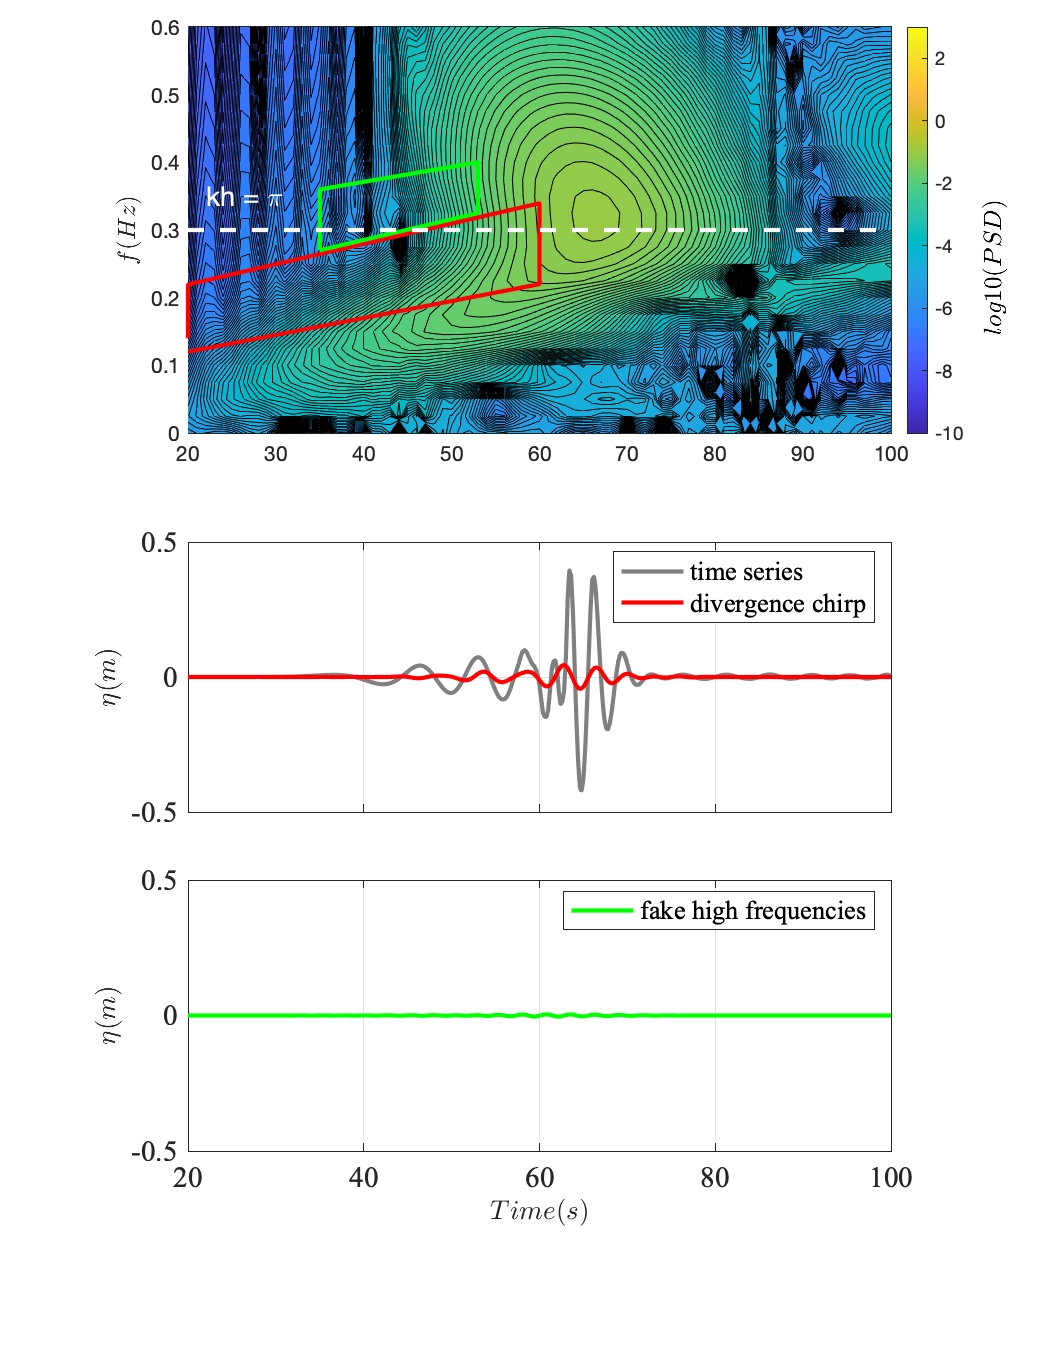 0.6
0.5
0.4
0.3
0.2
0.1
0
f(Hz)
kh = π
20 30 40 50 60 70 80 90 100
2
0
-2
-4
-6
-8
-10
log10(PSD)
0.5
0
-0.5
η(m)
time series
divergence chirp
0.5
0
-0.5
η(m)
fake high frequencies
20 40 60 80 100
Time(s)